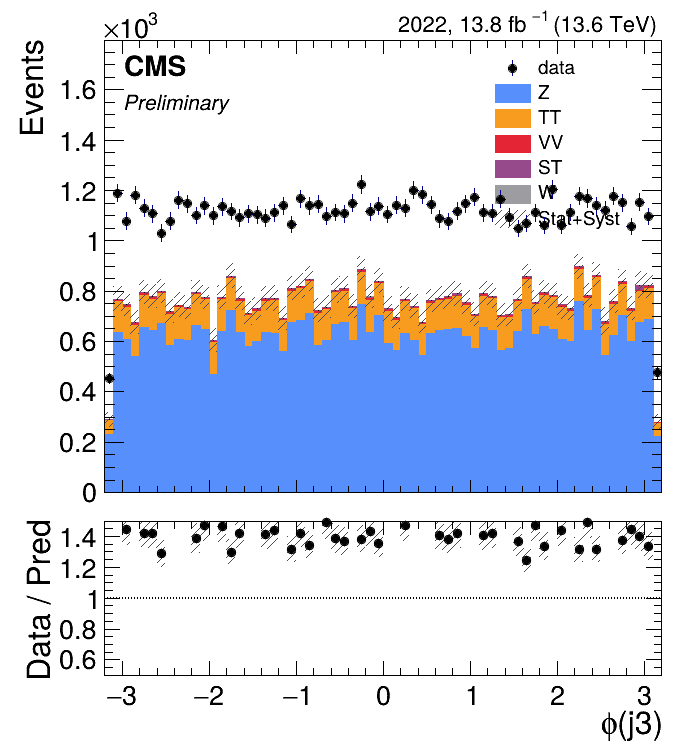 ×10³
2022, 13.8 fb⁻¹ (13.6 TeV)
Events
CMS
Preliminary
data
Z
TT
VV
ST
W
Stat+Syst
1.6
1.4
1.2
1
0.8
0.6
0.4
0.2
0
Data / Pred
1.4
1.2
1
0.8
0.6
−3 −2 −1 0 1 2 3
ϕ(j3)